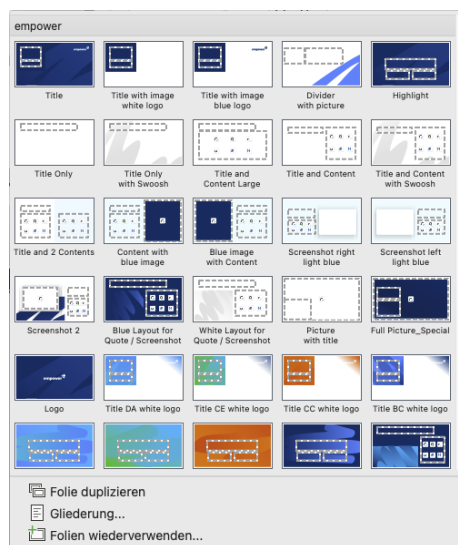 empower
Title
Title with image
white logo
Title with image
blue logo
Divider
with picture
Highlight
Title Only
Title Only
with Swoosh
Title and
Content Large
Title and Content
Title and Content
with Swoosh
Title and 2 Contents
Content with
blue image
Blue image
with Content
Screenshot right
light blue
Screenshot left
light blue
Screenshot 2
Blue Layout for
Quote / Screenshot
White Layout for
Quote / Screenshot
Picture
with title
Full Picture_Special
empower
Logo
Title DA white logo
Title CE white logo
Title CC white logo
Title BC white logo
Folie duplizieren
Gliederung...
Folien wiederverwenden...